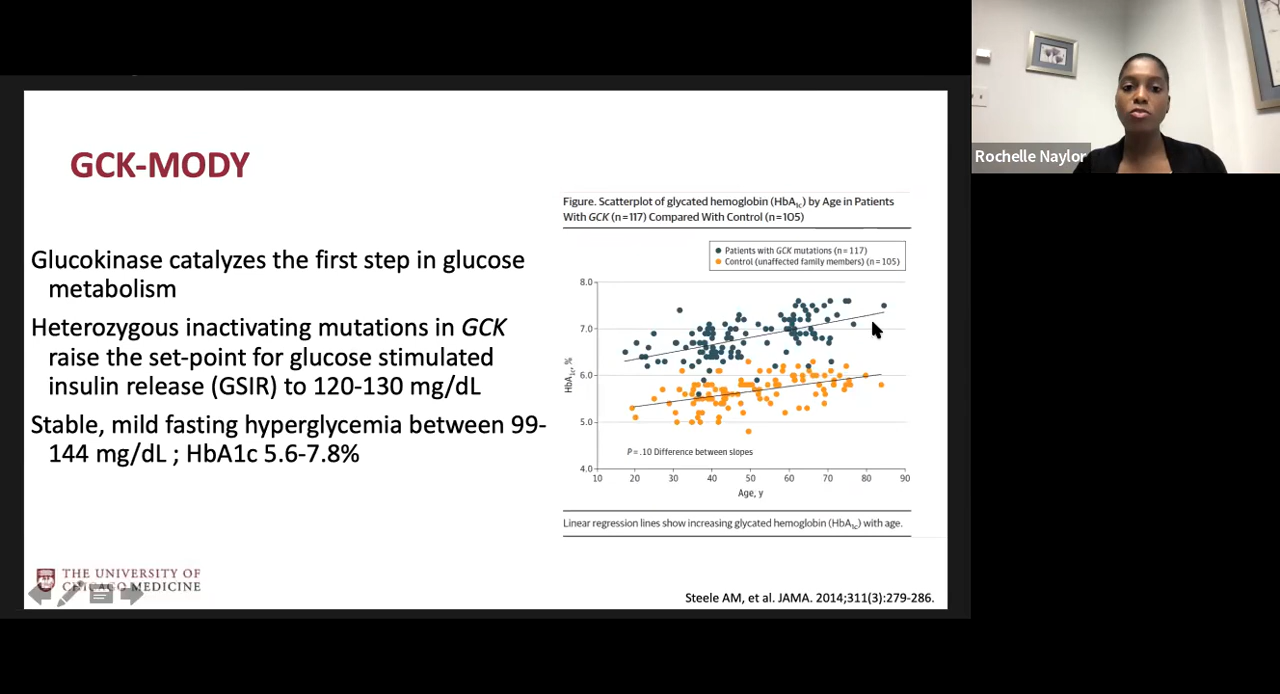 GCK-MODY
Glucokinase catalyzes the first step in glucose
metabolism
Heterozygous inactivating mutations in GCK
raise the set-point for glucose stimulated
insulin release (GSIR) to 120-130 mg/dL
Stable, mild fasting hyperglycemia between 99-
144 mg/dL ; HbA1c 5.6-7.8%
Figure. Scatterplot of glycated hemoglobin (HbA1c) by Age in Patients
With GCK (n=117) Compared With Control (n=105)
Patients with GCK mutations (n=117)
Control (unaffected family members) (n=105)
8.0
7.0
6.0
5.0
4.0
HbA1c, %
P=.10 Difference between slopes
10 20 30 40 50 60 70 80 90
Age, y
Linear regression lines show increasing glycated hemoglobin (HbA1c) with age.
THE UNIVERSITY OF
CHICAGO MEDICINE
Steele AM, et al. JAMA. 2014;311(3):279-286.
Rochelle Naylor